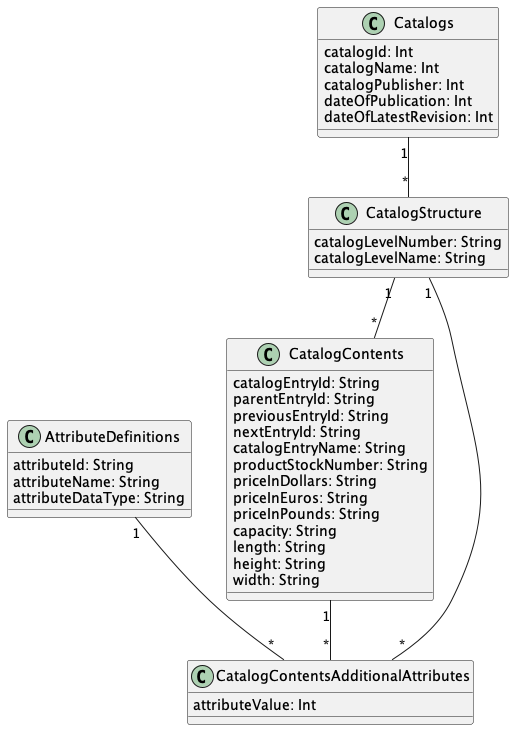 C Catalogs
catalogId: Int
catalogName: Int
catalogPublisher: Int
dateOfPublication: Int
dateOfLatestRevision: Int
1
*
C CatalogStructure
catalogLevelNumber: String
catalogLevelName: String
1
1
*
C CatalogContents
catalogEntryId: String
parentEntryId: String
previousEntryId: String
nextEntryId: String
catalogEntryName: String
productStockNumber: String
priceInDollars: String
priceInEuros: String
priceInPounds: String
capacity: String
length: String
height: String
width: String
C AttributeDefinitions
attributeId: String
attributeName: String
attributeDataType: String
1
1
*
*
*
C CatalogContentsAdditionalAttributes
attributeValue: Int